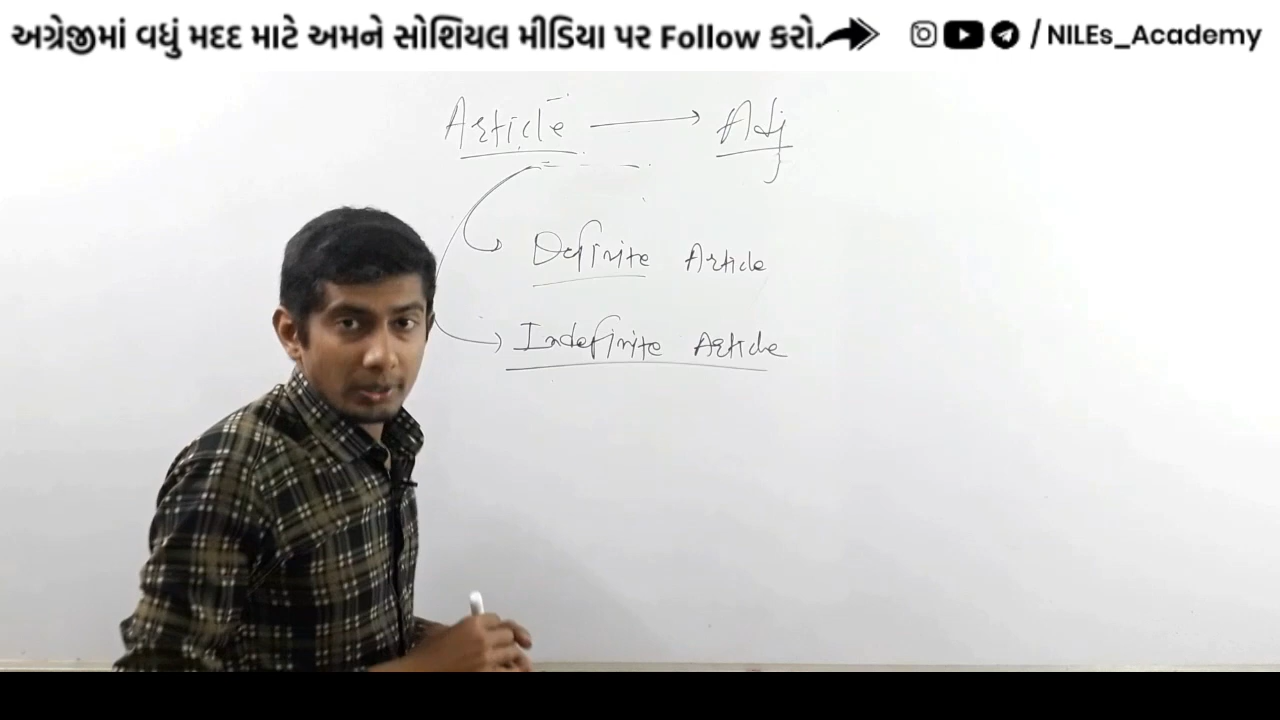 અગ્રેજીમાં વધું મદદ માટે અમને સોશિયલ મીડિયા પર Follow કરો. / NILEs_Academy
Article → Adj
Definite Article
Indefinite Article